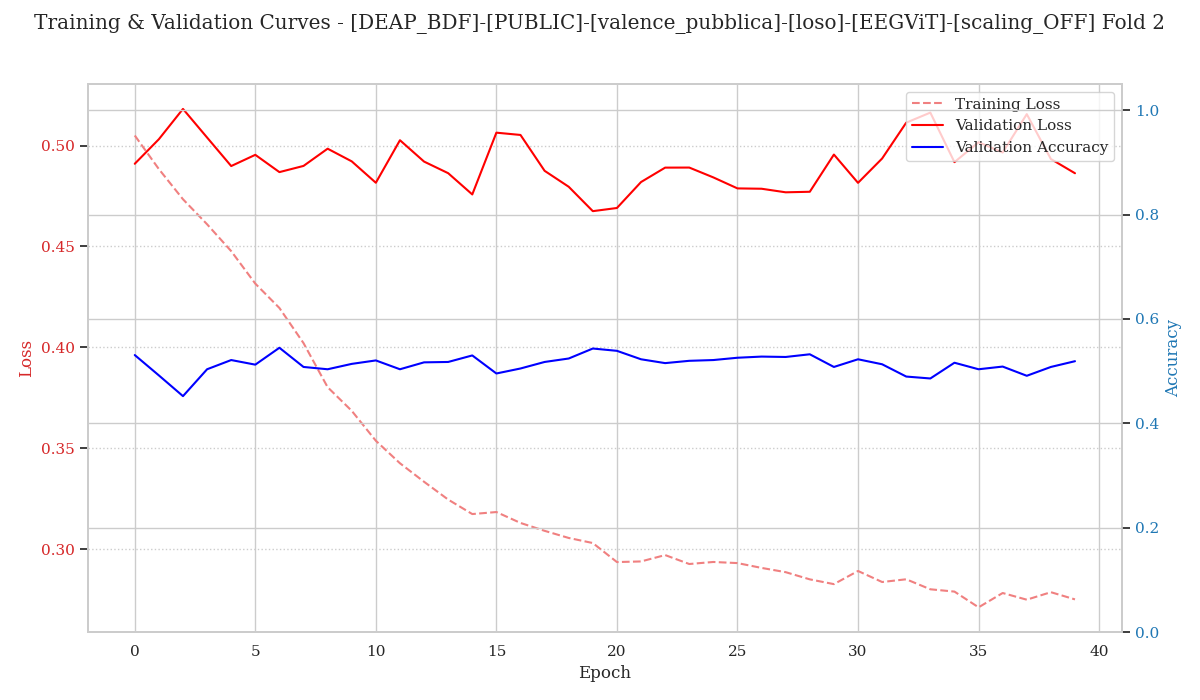 Training & Validation Curves - [DEAP_BDF]-[PUBLIC]-[valence_pubblica]-[loso]-[EEGViT]-[scaling_OFF] Fold 2
Training Loss
Validation Loss
Validation Accuracy
0.50
0.45
0.40
0.35
0.30
Loss
1.0
0.8
0.6
0.4
0.2
0.0
Accuracy
0 5 10 15 20 25 30 35 40
Epoch